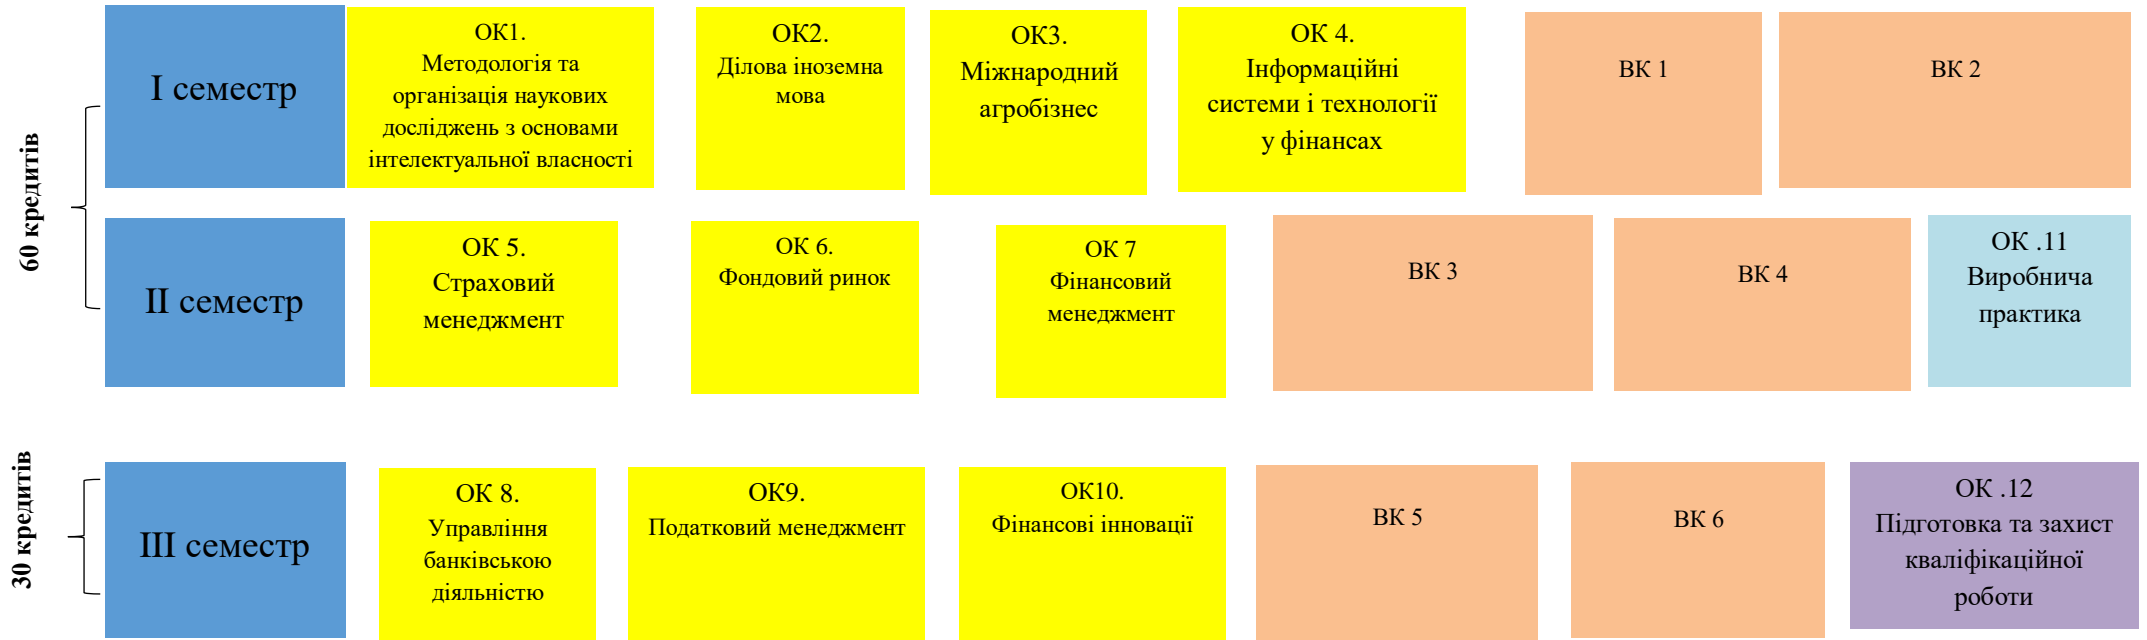 60 кредитів
I семестр
ОК1.
Методологія та
організація наукових
досліджень з основами
інтелектуальної власності
ОК2.
Ділова іноземна
мова
ОК3.
Міжнародний
агробізнес
ОК 4.
Інформаційні
системи і технології
у фінансах
ВК 1
ВК 2
II семестр
ОК 5.
Страховий
менеджмент
ОК 6.
Фондовий ринок
ОК 7
Фінансовий
менеджмент
ВК 3
ВК 4
ОК .11
Виробнича
практика
30 кредитів
III семестр
ОК 8.
Управління
банківською
діяльністю
ОК9.
Податковий менеджмент
ОК10.
Фінансові інновації
ВК 5
ВК 6
ОК .12
Підготовка та захист
кваліфікаційної
роботи